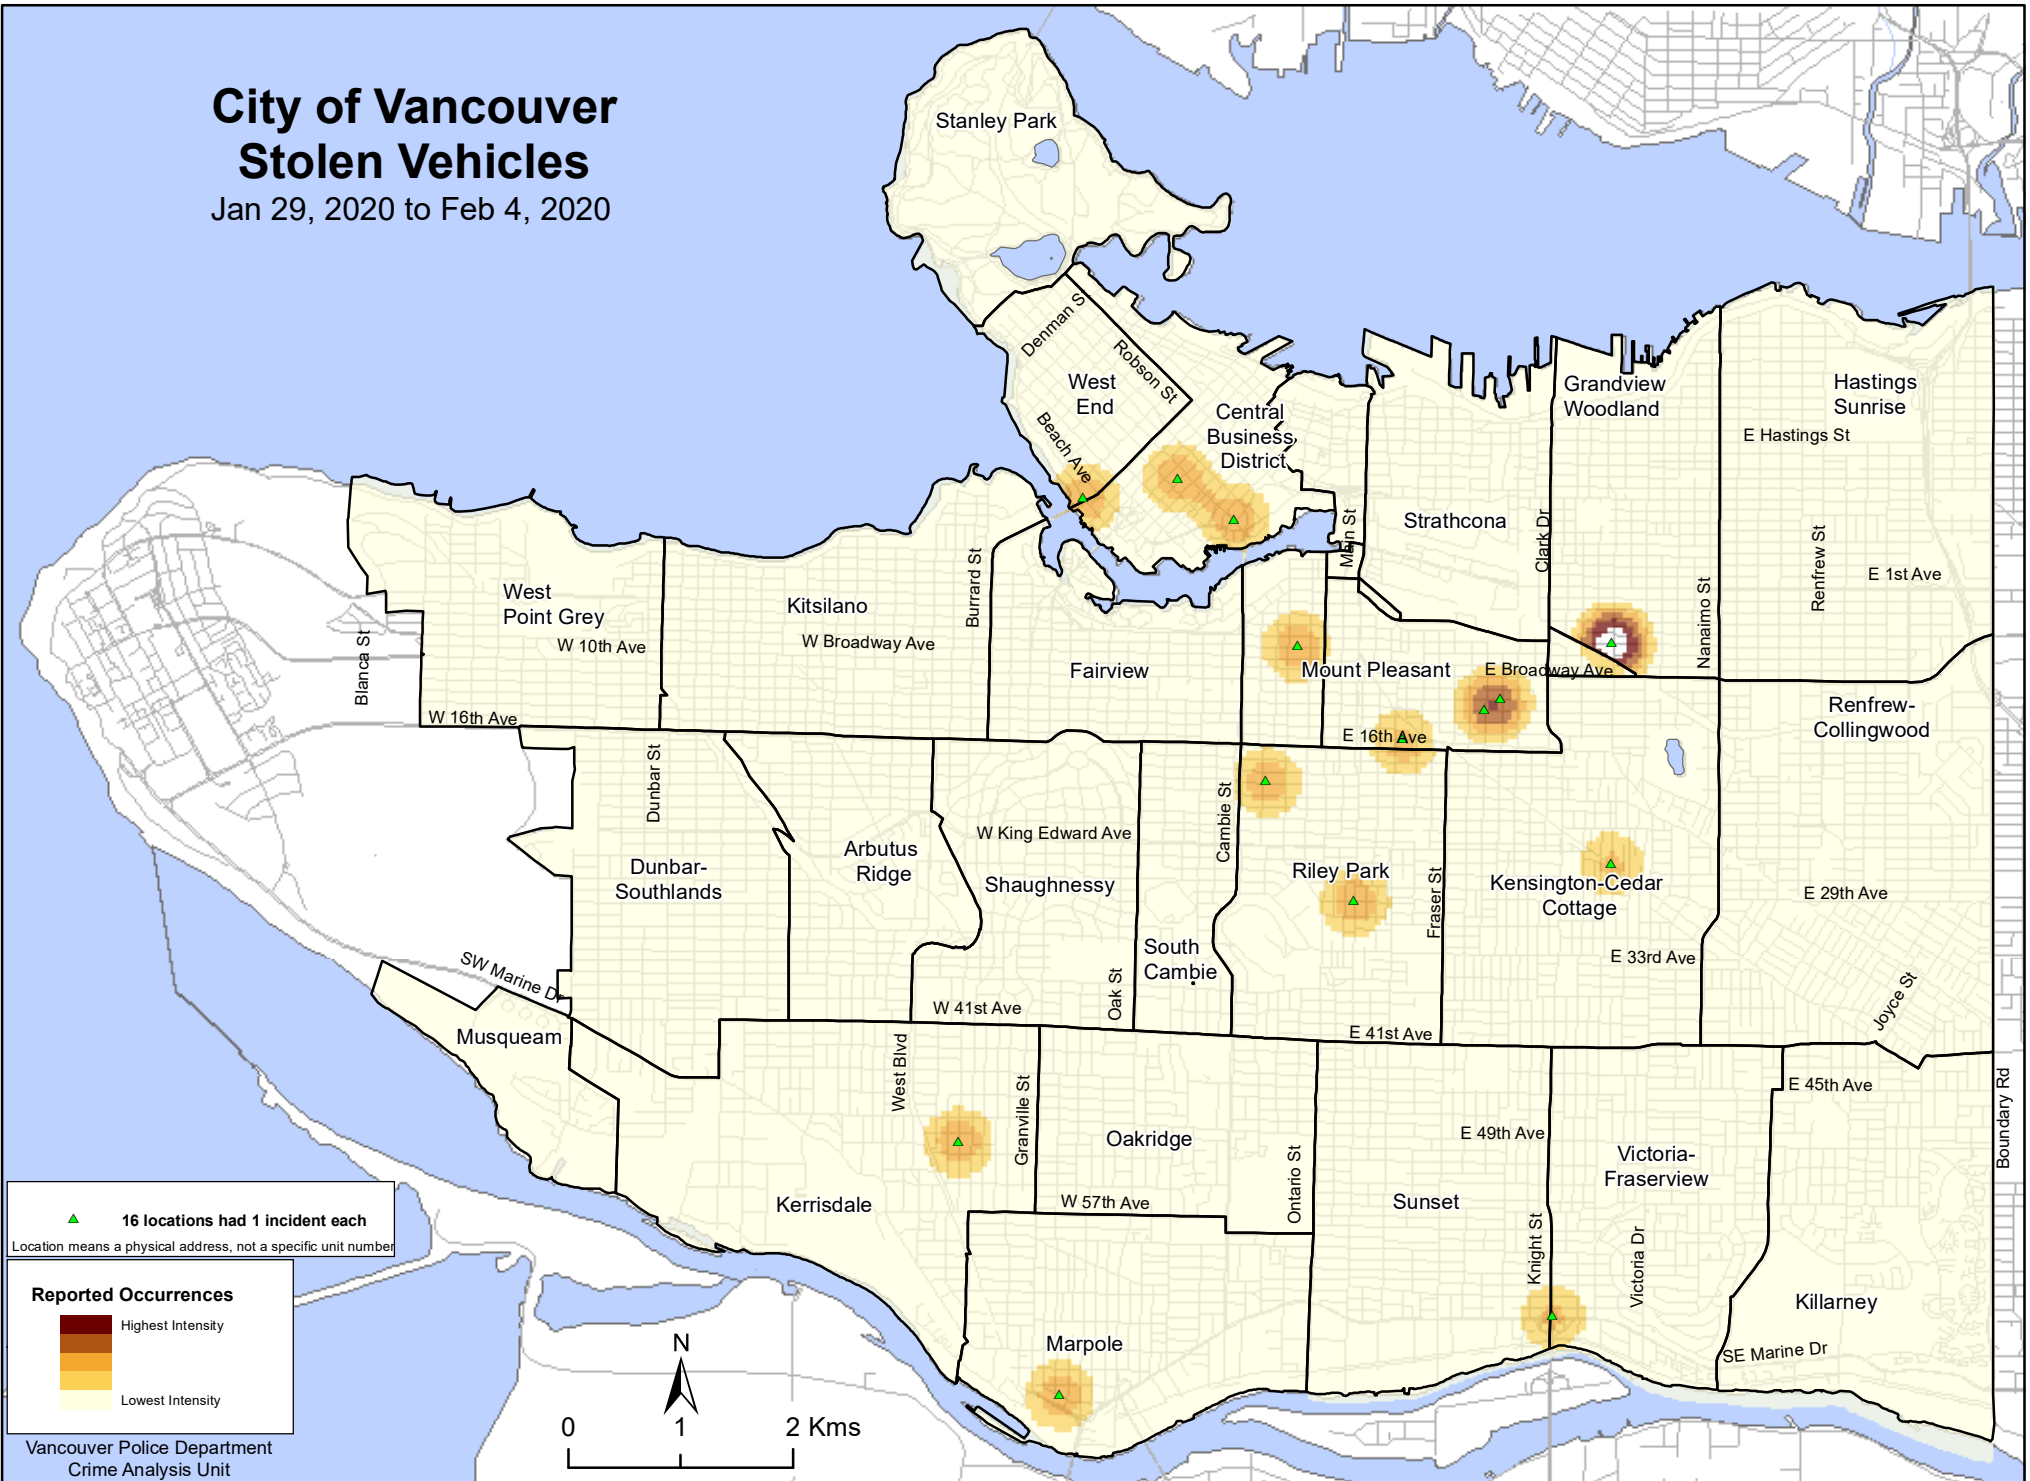 City of Vancouver
Stolen Vehicles
Jan 29, 2020 to Feb 4, 2020
Stanley Park
Denman S
Robson St
West
End
Beach Ave
Central
Business
District
Grandview
Woodland
Hastings
Sunrise
E Hastings St
Strathcona
Main St
Clark Dr
Nanaimo St
Renfrew St
E 1st Ave
West
Point Grey
W 10th Ave
Blanca St
W 16th Ave
Kitsilano
W Broadway Ave
Burrard St
Fairview
Mount Pleasant
E Broadway Ave
E 16th Ave
Renfrew-
Collingwood
Dunbar St
Dunbar-
Southlands
Arbutus
Ridge
W King Edward Ave
Shaughnessy
Cambie St
Riley Park
Fraser St
Kensington-Cedar
Cottage
E 29th Ave
E 33rd Ave
South
Cambie
Oak St
W 41st Ave
E 41st Ave
Joyce St
SW Marine Dr
Musqueam
West Blvd
Granville St
Oakridge
W 57th Ave
Ontario St
E 49th Ave
Sunset
Knight St
Victoria-
Fraserview
Victoria Dr
E 45th Ave
Boundary Rd
Kerrisdale
Killarney
SE Marine Dr
Marpole
16 locations had 1 incident each
Location means a physical address, not a specific unit number
Reported Occurrences
Highest Intensity
Lowest Intensity
Vancouver Police Department
Crime Analysis Unit
N
0 1 2 Kms